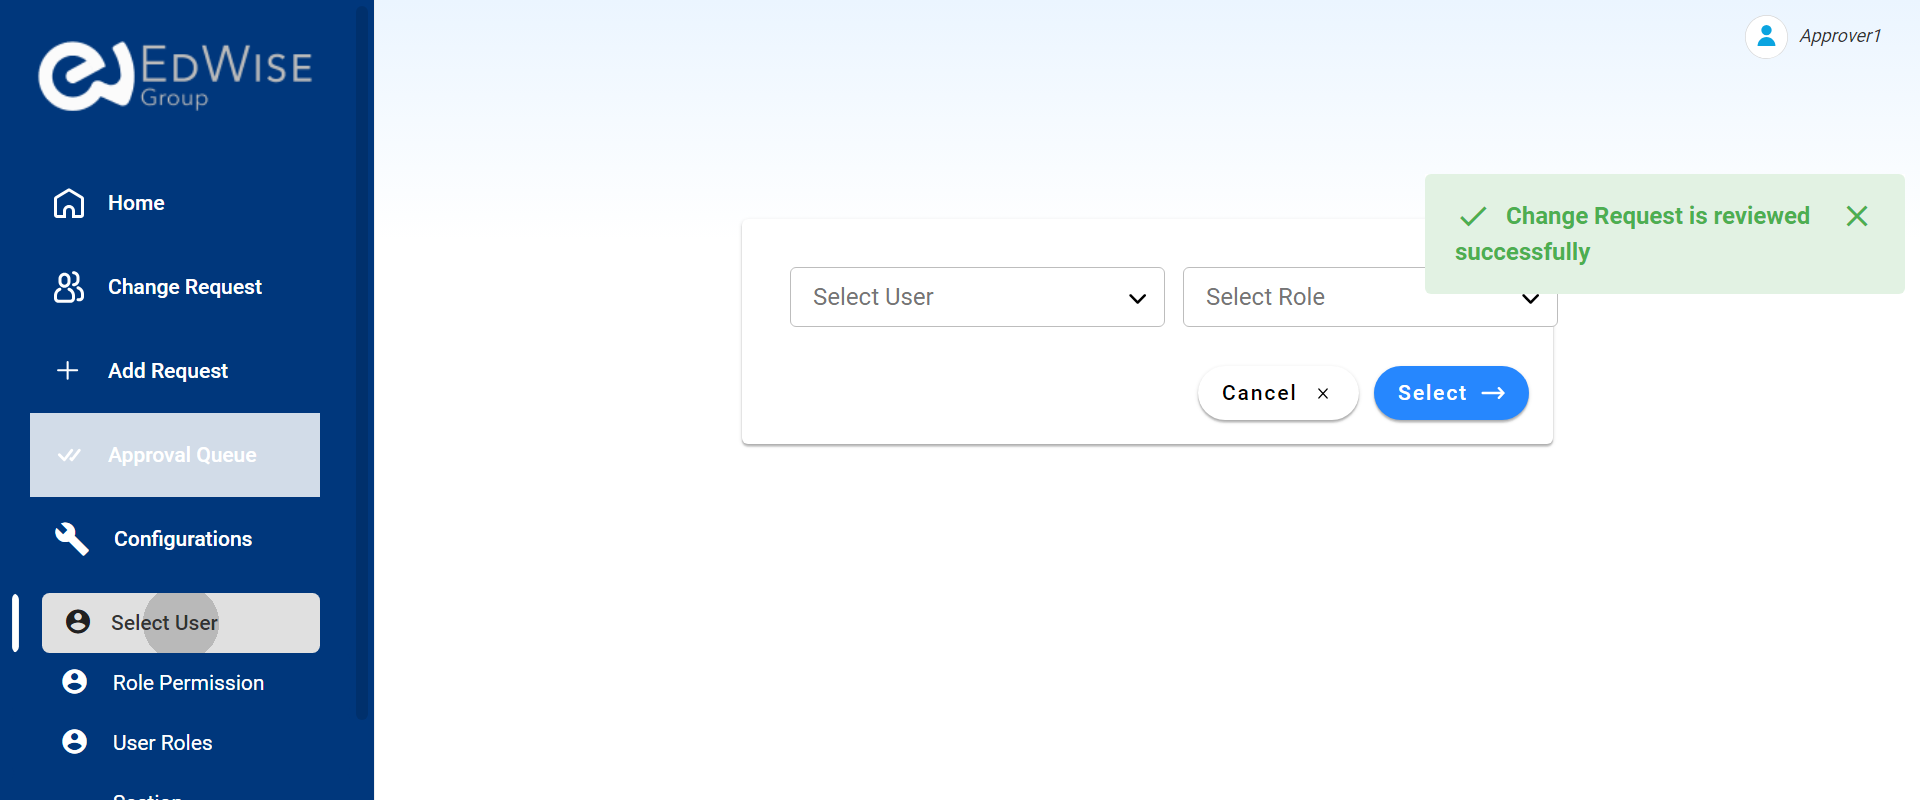 EDWISE
Group
Home
Change Request
Add Request
Approval Queue
Configurations
Select User
Role Permission
User Roles
Section
Approver1
Change Request is reviewed
successfully
Select User
Select Role
Cancel
Select